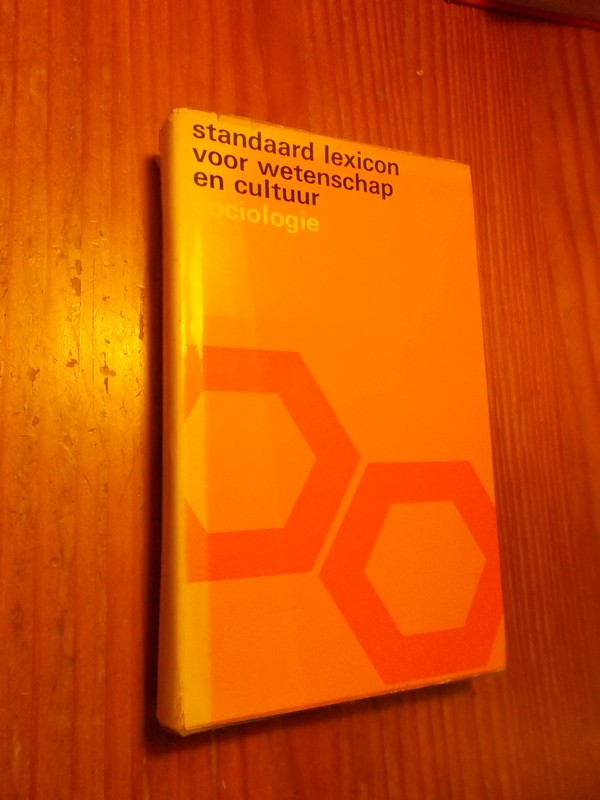 standaard lexicon
voor wetenschap
en cultuur
sociologie